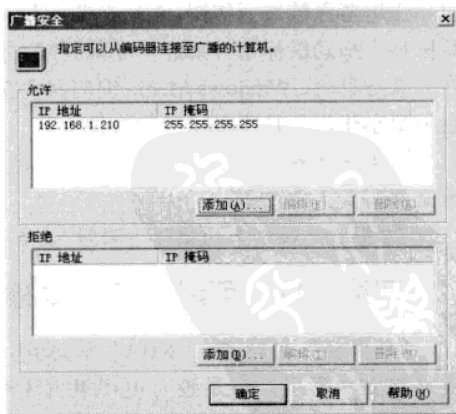 广播安全
指定可以从编码器连接至广播的计算机。
允许
IP 地址 IP 掩码
192.168.1.210 255.255.255.255
添加(A)...
拒绝
IP 地址 IP 掩码
添加(D)...
确定 取消 帮助(H)